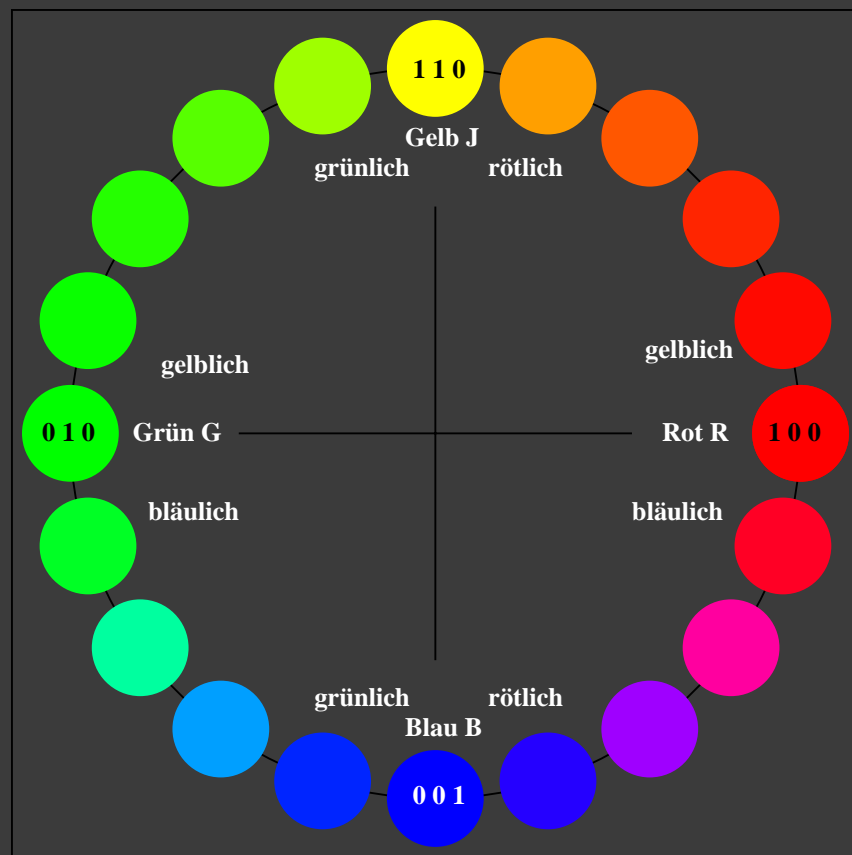 1 1 0
Gelb J
grünlich rötlich
gelblich
gelblich
0 1 0 Grün G
Rot R 1 0 0
bläulich
bläulich
grünlich rötlich
Blau B
0 0 1